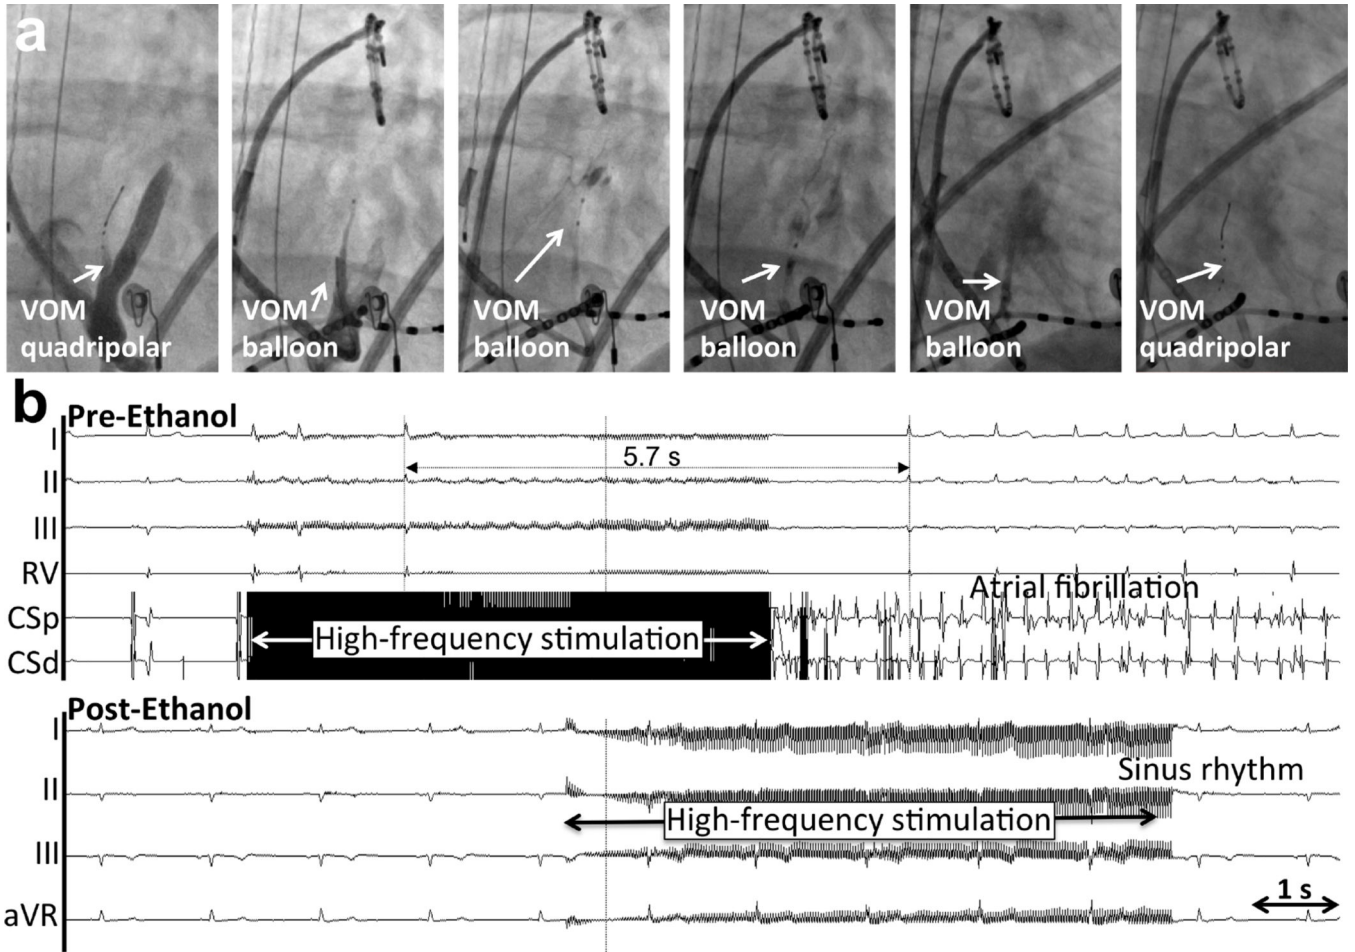 a
VOM
quadripolar
VOM
balloon
VOM
balloon
VOM
balloon
VOM
balloon
VOM
quadripolar
b
Pre-Ethanol
I
5.7 s
II
III
RV
Atrial fibrillation
CSp
High-frequency stimulation
CSd
Post-Ethanol
I
Sinus rhythm
II
High-frequency stimulation
III
1 s
aVR